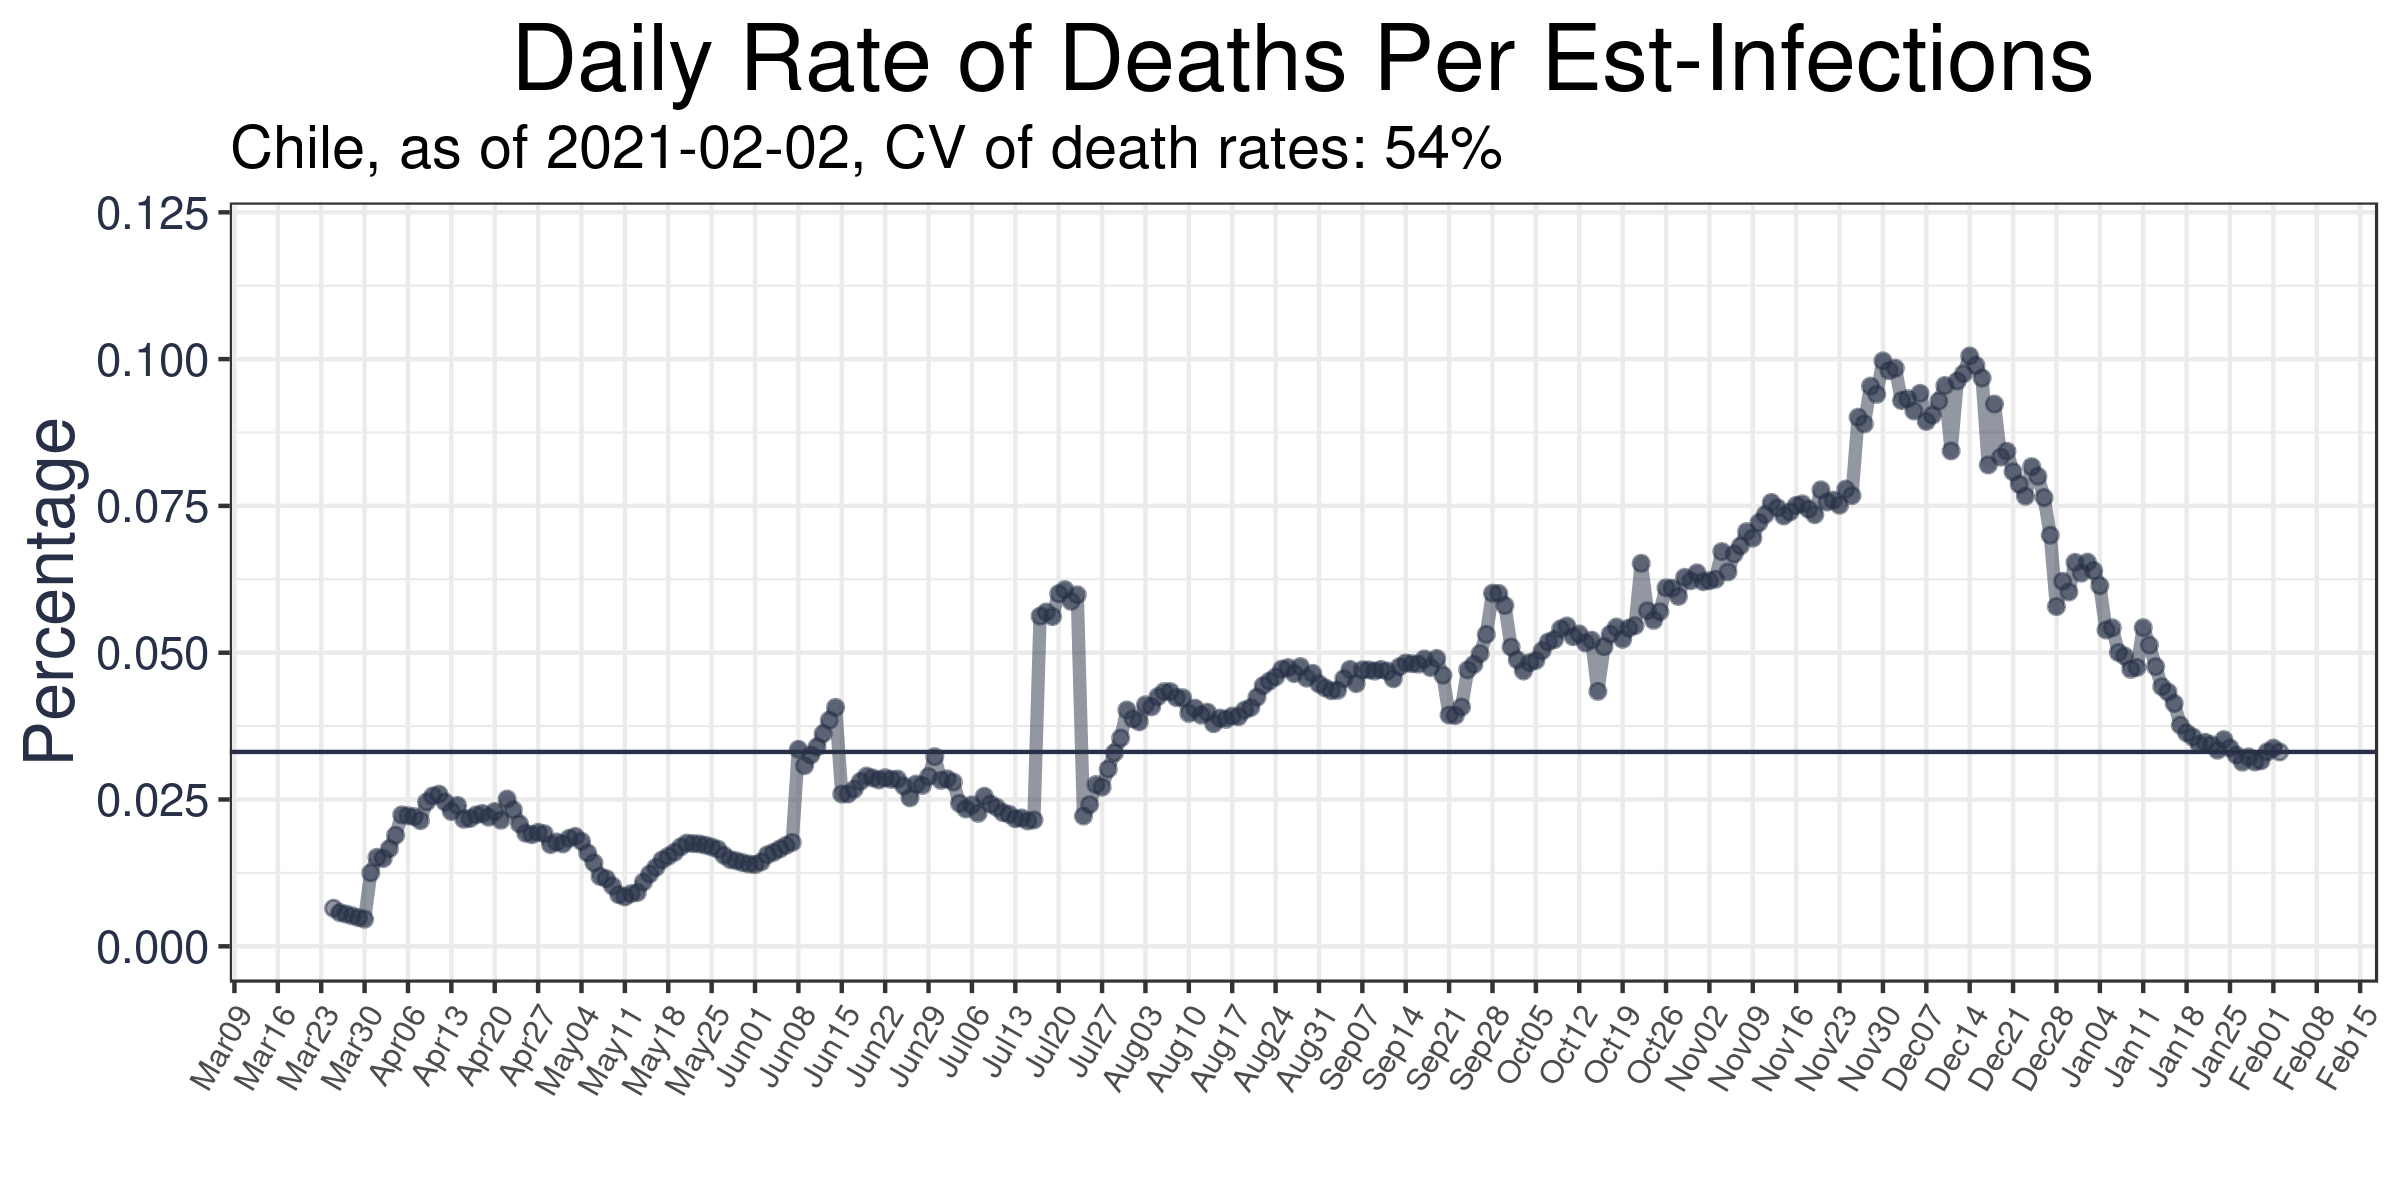 Daily Rate of Deaths Per Est-Infections
Chile, as of 2021-02-02, CV of death rates: 54%
Percentage
0.125
0.100
0.075
0.050
0.025
0.000
Mar09
Mar16
Mar23
Mar30
Apr06
Apr13
Apr20
Apr27
May04
May11
May18
May25
Jun01
Jun08
Jun15
Jun22
Jun29
Jul06
Jul13
Jul20
Jul27
Aug03
Aug10
Aug17
Aug24
Aug31
Sep07
Sep14
Sep21
Sep28
Oct05
Oct12
Oct19
Oct26
Nov02
Nov09
Nov16
Nov23
Nov30
Dec07
Dec14
Dec21
Dec28
Jan04
Jan11
Jan18
Jan25
Feb01
Feb08
Feb15